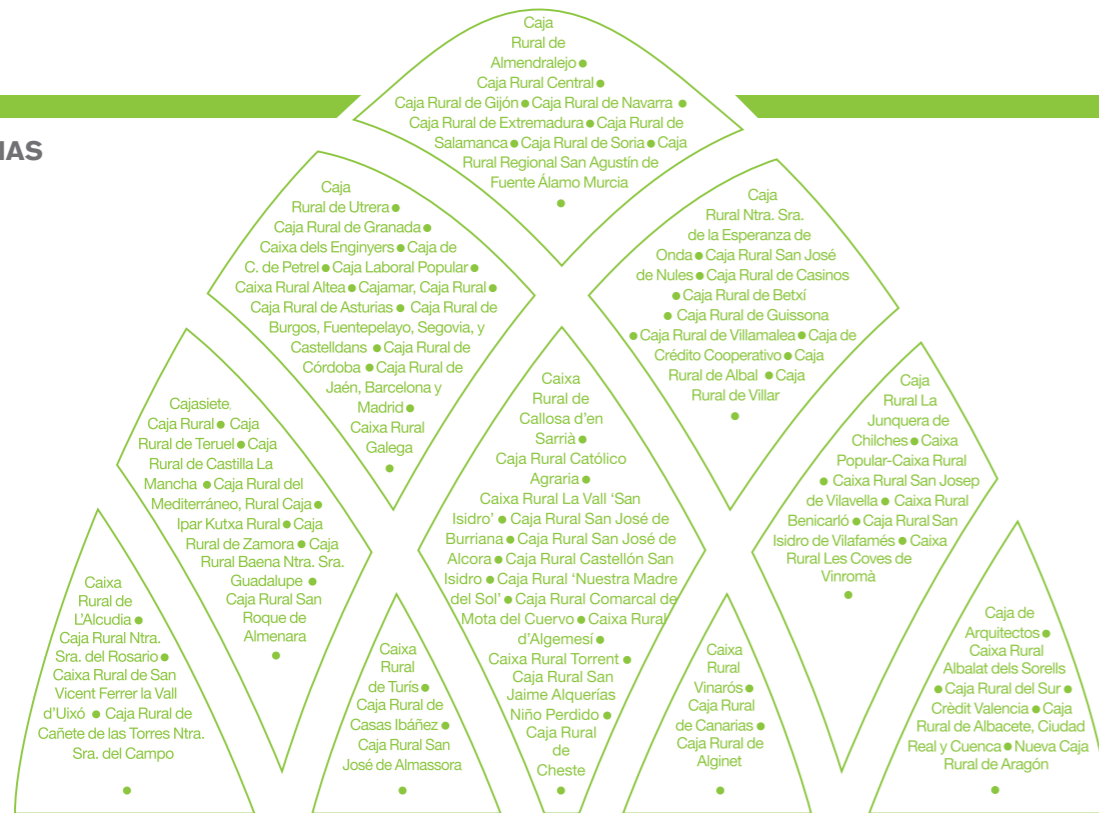 IAS
Caja
Rural de
Almendralejo ●
Caja Rural Central ●
Caja Rural de Gijón ● Caja Rural de Navarra ●
Caja Rural de Extremadura ● Caja Rural de
Salamanca ● Caja Rural de Soria ● Caja
Rural Regional San Agustín de
Fuente Álamo Murcia
●
Caja
Rural de Utrera ●
Caja Rural de Granada ●
Caixa dels Enginyers ● Caja de
C. de Petrel ● Caja Laboral Popular ●
Caixa Rural Altea ● Cajamar, Caja Rural ●
Caja Rural de Asturias ● Caja Rural de
Burgos, Fuentepelayo, Segovia, y
Castelldans ● Caja Rural de
Córdoba ● Caja Rural de
Jaén, Barcelona y
Madrid ●
Caixa Rural
Galega
●
Caja
Rural Ntra. Sra.
de la Esperanza de
Onda ● Caja Rural San José
de Nules ● Caja Rural de Casinos
● Caja Rural de Betxí
● Caja Rural de Guissona
● Caja Rural de Villamalea ● Caja de
Crédito Cooperativo ● Caja
Rural de Albal ● Caja
Rural de Villar
●
Cajasiete,
Caja Rural ● Caja
Rural de Teruel ● Caja
Rural de Castilla La
Mancha ● Caja Rural del
Mediterráneo, Rural Caja ●
Ipar Kutxa Rural ● Caja
Rural de Zamora ● Caja
Rural Baena Ntra. Sra.
Guadalupe ●
Caja Rural San
Roque de
Almenara
●
Caixa
Rural de
Callosa d'en
Sarrià ●
Caja Rural Católico
Agraria ●
Caixa Rural La Vall 'San
Isidro' ● Caja Rural San José de
Burriana ● Caja Rural San José de
Alcora ● Caja Rural Castellón San
Isidro ● Caja Rural 'Nuestra Madre
del Sol' ● Caja Rural Comarcal de
Mota del Cuervo ● Caixa Rural
d'Algemesí ●
Caixa Rural Torrent ●
Caja Rural San
Jaime Alquerías
Niño Perdido ●
Caja Rural
de
Cheste
●
Caja
Rural La
Junquera de
Chilches ● Caixa
Popular-Caixa Rural
● Caixa Rural San Josep
de Vilavella ● Caixa Rural
Benicarló ● Caja Rural San
Isidro de Vilafamés ● Caixa
Rural Les Coves de
Vinromà
●
Caixa
Rural de
L'Alcudia ●
Caja Rural Ntra.
Sra. del Rosario ●
Caixa Rural de San
Vicent Ferrer la Vall
d'Uixó ● Caja Rural de
Cañete de las Torres Ntra.
Sra. del Campo
●
Caixa
Rural
de Turís ●
Caja Rural de
Casas Ibáñez ●
Caja Rural San
José de Almassora
●
Caixa
Rural
Vinarós ●
Caja Rural
de Canarias ●
Caja Rural de
Alginet
●
Caja de
Arquitectos ●
Caixa Rural
Albalat dels Sorells
● Caja Rural del Sur ●
Crèdit Valencia ● Caja
Rural de Albacete, Ciudad
Real y Cuenca ● Nueva Caja
Rural de Aragón
●